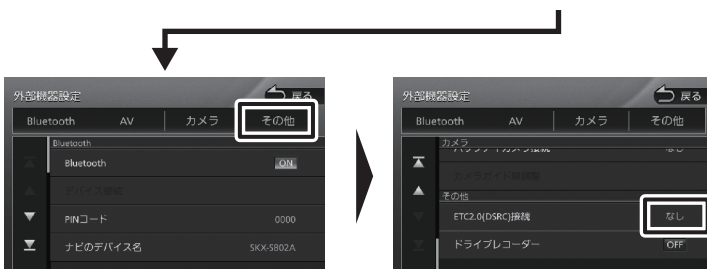 外部機器設定
戻る
Bluetooth
AV
カメラ
その他
Bluetooth
Bluetooth
ON
デバイス接続
PINコード
0000
ナビのデバイス名
SKX-S802A
外部機器設定
戻る
Bluetooth
AV
カメラ
その他
カメラ
なし
その他
ETC2.0(DSRC)接続
なし
ドライブレコーダー
OFF